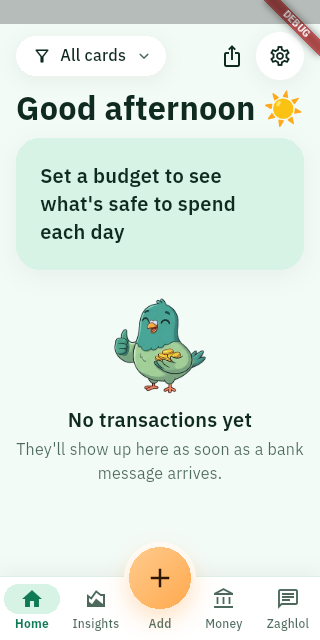 DEBUG
All cards
Good afternoon ☀️
Set a budget to see
what's safe to spend
each day
No transactions yet
They'll show up here as soon as a bank
message arrives.
Home
Insights
Add
Money
Zaghlol